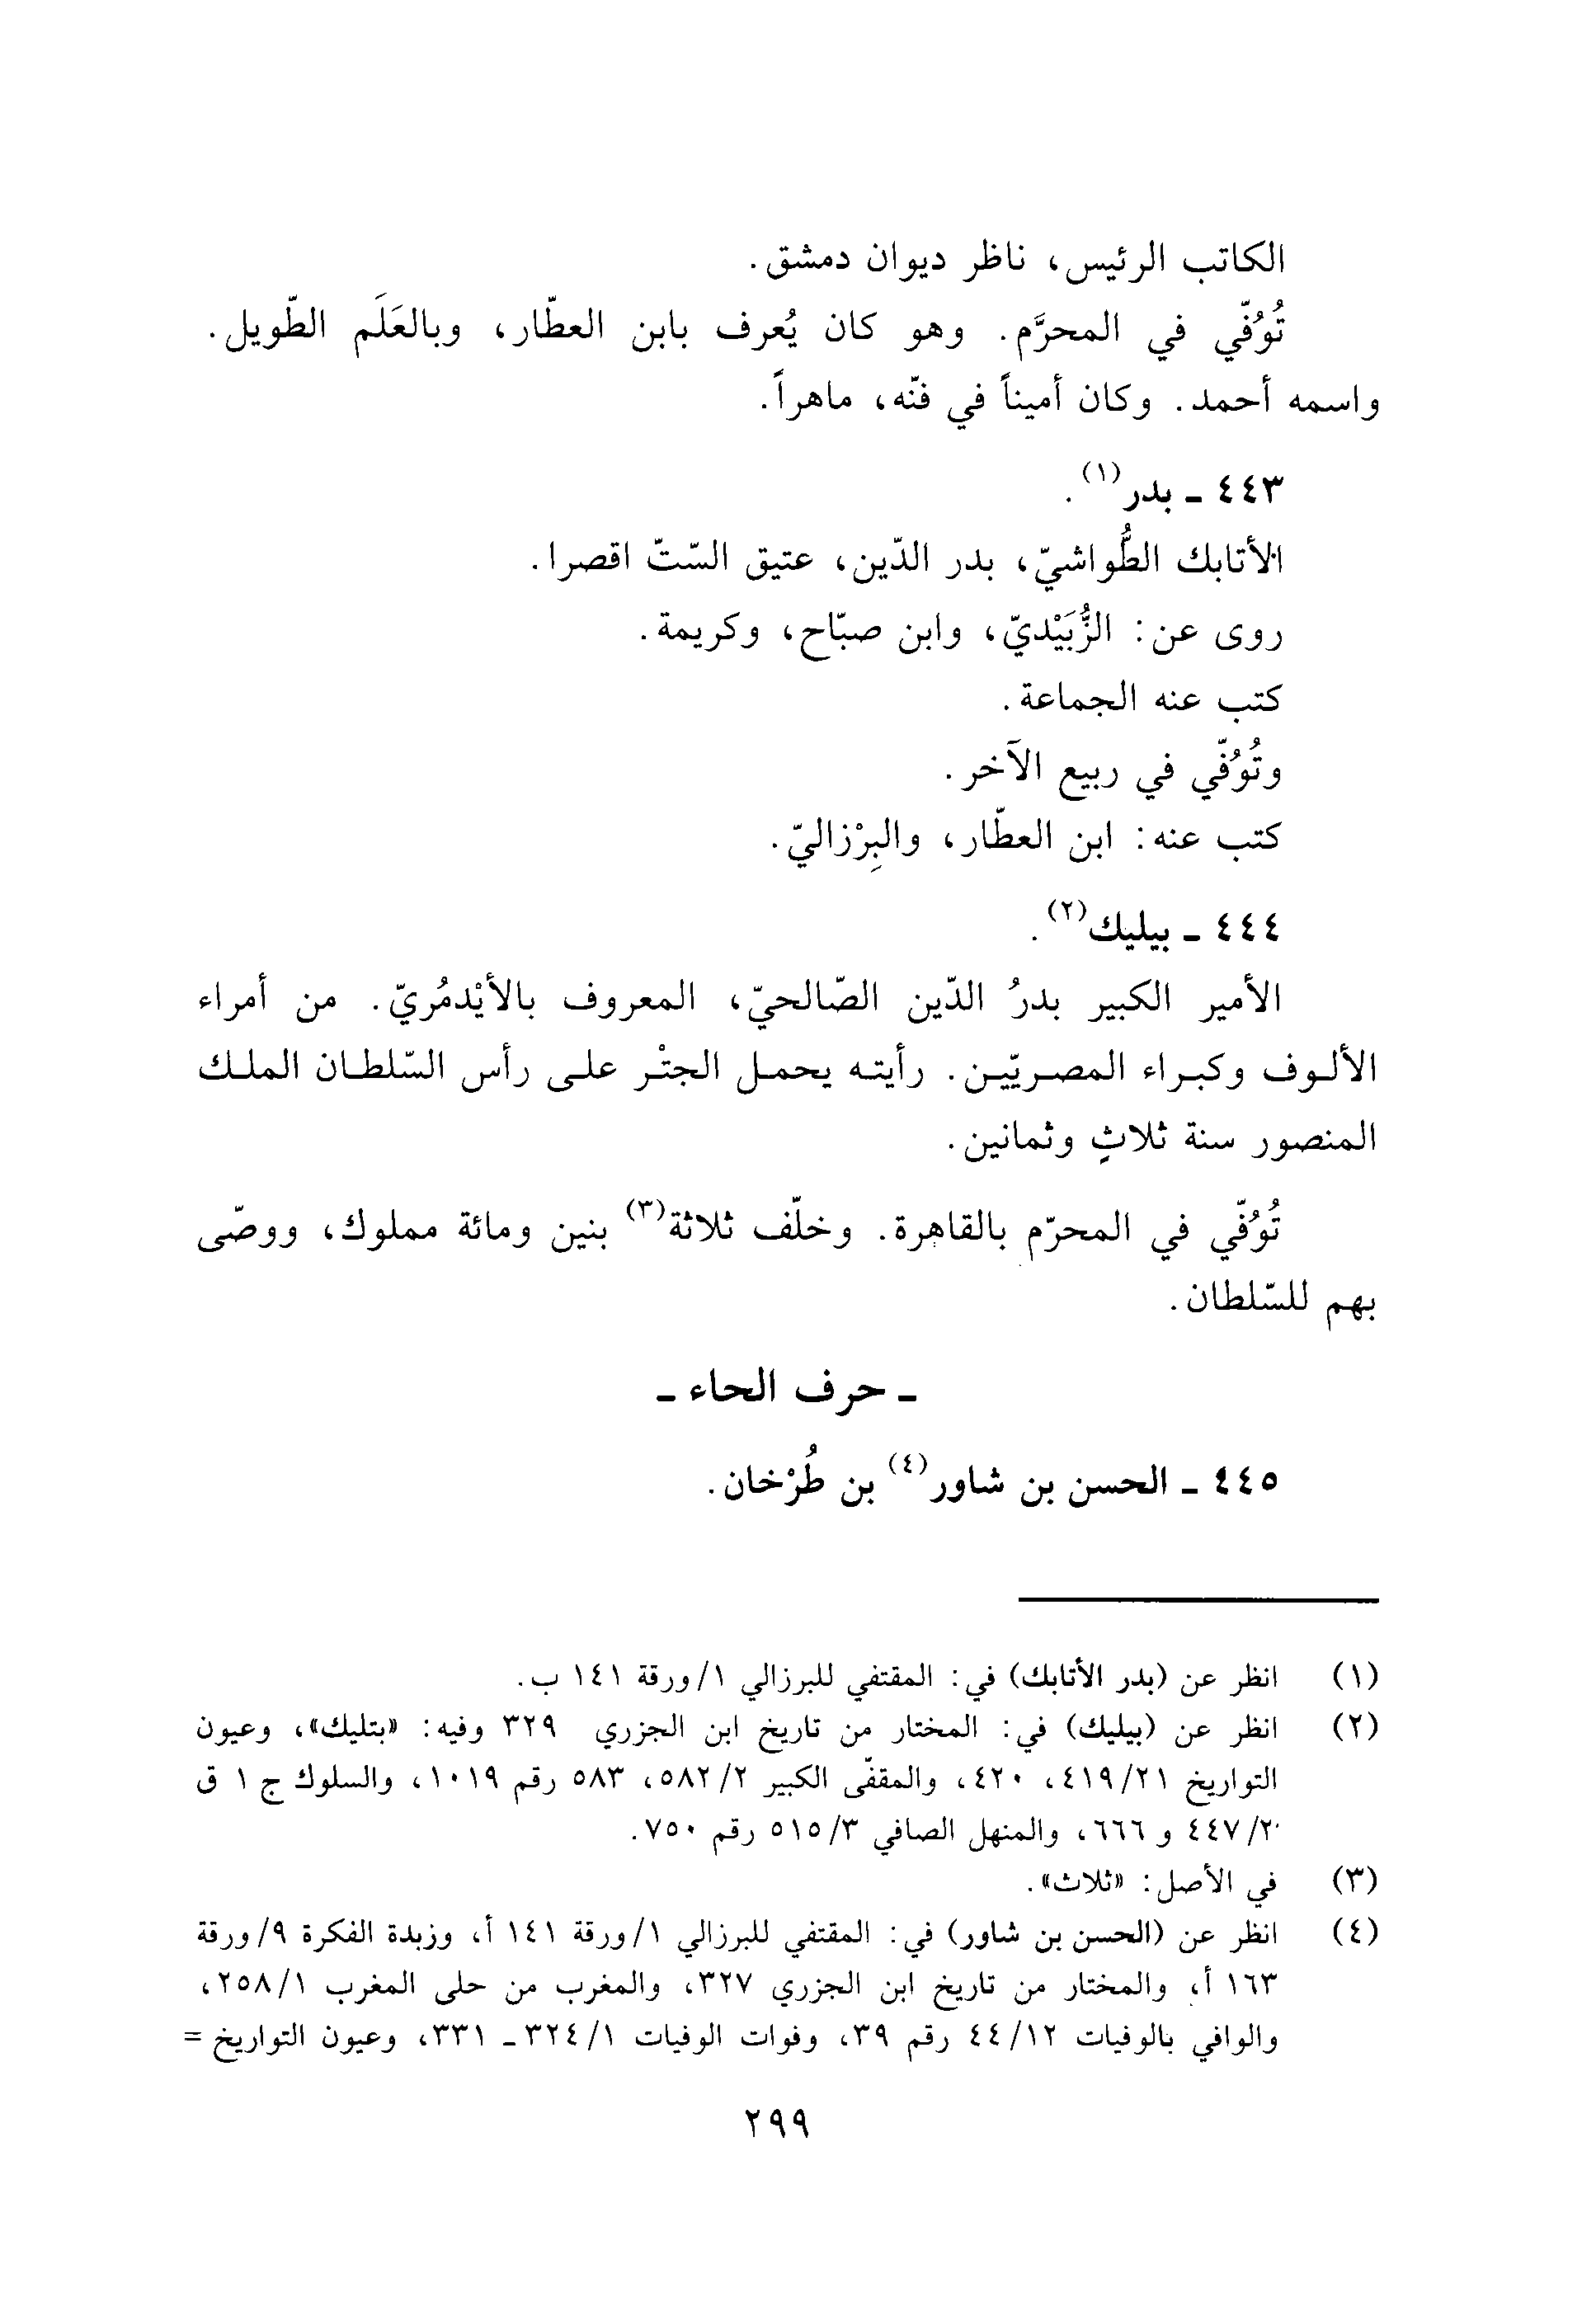 الكاتب الرئيس، ناظر ديوان دمشق.
تُوُفّي في المحرَّم. وهو كان يُعرف بابن العطّار، وبالعَلَم الطّويل.
واسمه أحمد. وكان أميناً في فنّه، ماهراً.
٤٤٣ ـ بدر(١).
الأتابك الطُّواشيّ، بدر الدّين، عتيق السّتّ اقصرا.
روى عن: الزُّبَيْديّ، وابن صبّاح، وكريمة.
كتب عنه الجماعة.
وتُوُفّي في ربيع الآخر.
كتب عنه: ابن العطّار، والبِرْزاليّ.
٤٤٤ ـ بيليك(٢).
الأمير الكبير بدرُ الدّين الصّالحيّ، المعروف بالأيْدمُريّ. من أمراء
الألوف وكبراء المصريّين. رأيته يحمل الجتْر على رأس السّلطان الملك
المنصور سنة ثلاثٍ وثمانين.
تُوُفّي في المحرّم بالقاهرة. وخلّف ثلاثة(٣) بنين ومائة مملوك، ووصّى
بهم للسّلطان.
ـ حرف الحاء ـ
٤٤٥ ـ الحسن بن شاور(٤) بن طُرْخان.
(١) انظر عن (بدر الأتابك) في: المقتفي للبرزالي ١/ورقة ١٤١ ب.
(٢) انظر عن (بيليك) في: المختار من تاريخ ابن الجزري ٣٢٩ وفيه: «بتليك»، وعيون
التواريخ ٤١٩/٢١، ٤٢٠، والمقفّى الكبير ٥٨٢/٢، ٥٨٣ رقم ١٠١٩، والسلوك ج ١ ق
٤٤٧/٢ و ٦٦٦، والمنهل الصافي ٥١٥/٣ رقم ٧٥٠.
(٣) في الأصل: «ثلاث».
(٤) انظر عن (الحسن بن شاور) في: المقتفي للبرزالي ١/ورقة ١٤١ أ، وزبدة الفكرة ٩/ورقة
١٦٣ أ، والمختار من تاريخ ابن الجزري ٣٢٧، والمغرب من حلى المغرب ٢٥٨/١،
والوافي بالوفيات ٤٤/١٢ رقم ٣٩، وفوات الوفيات ٣٢٤/١ ـ ٣٣١، وعيون التواريخ =
٢٩٩